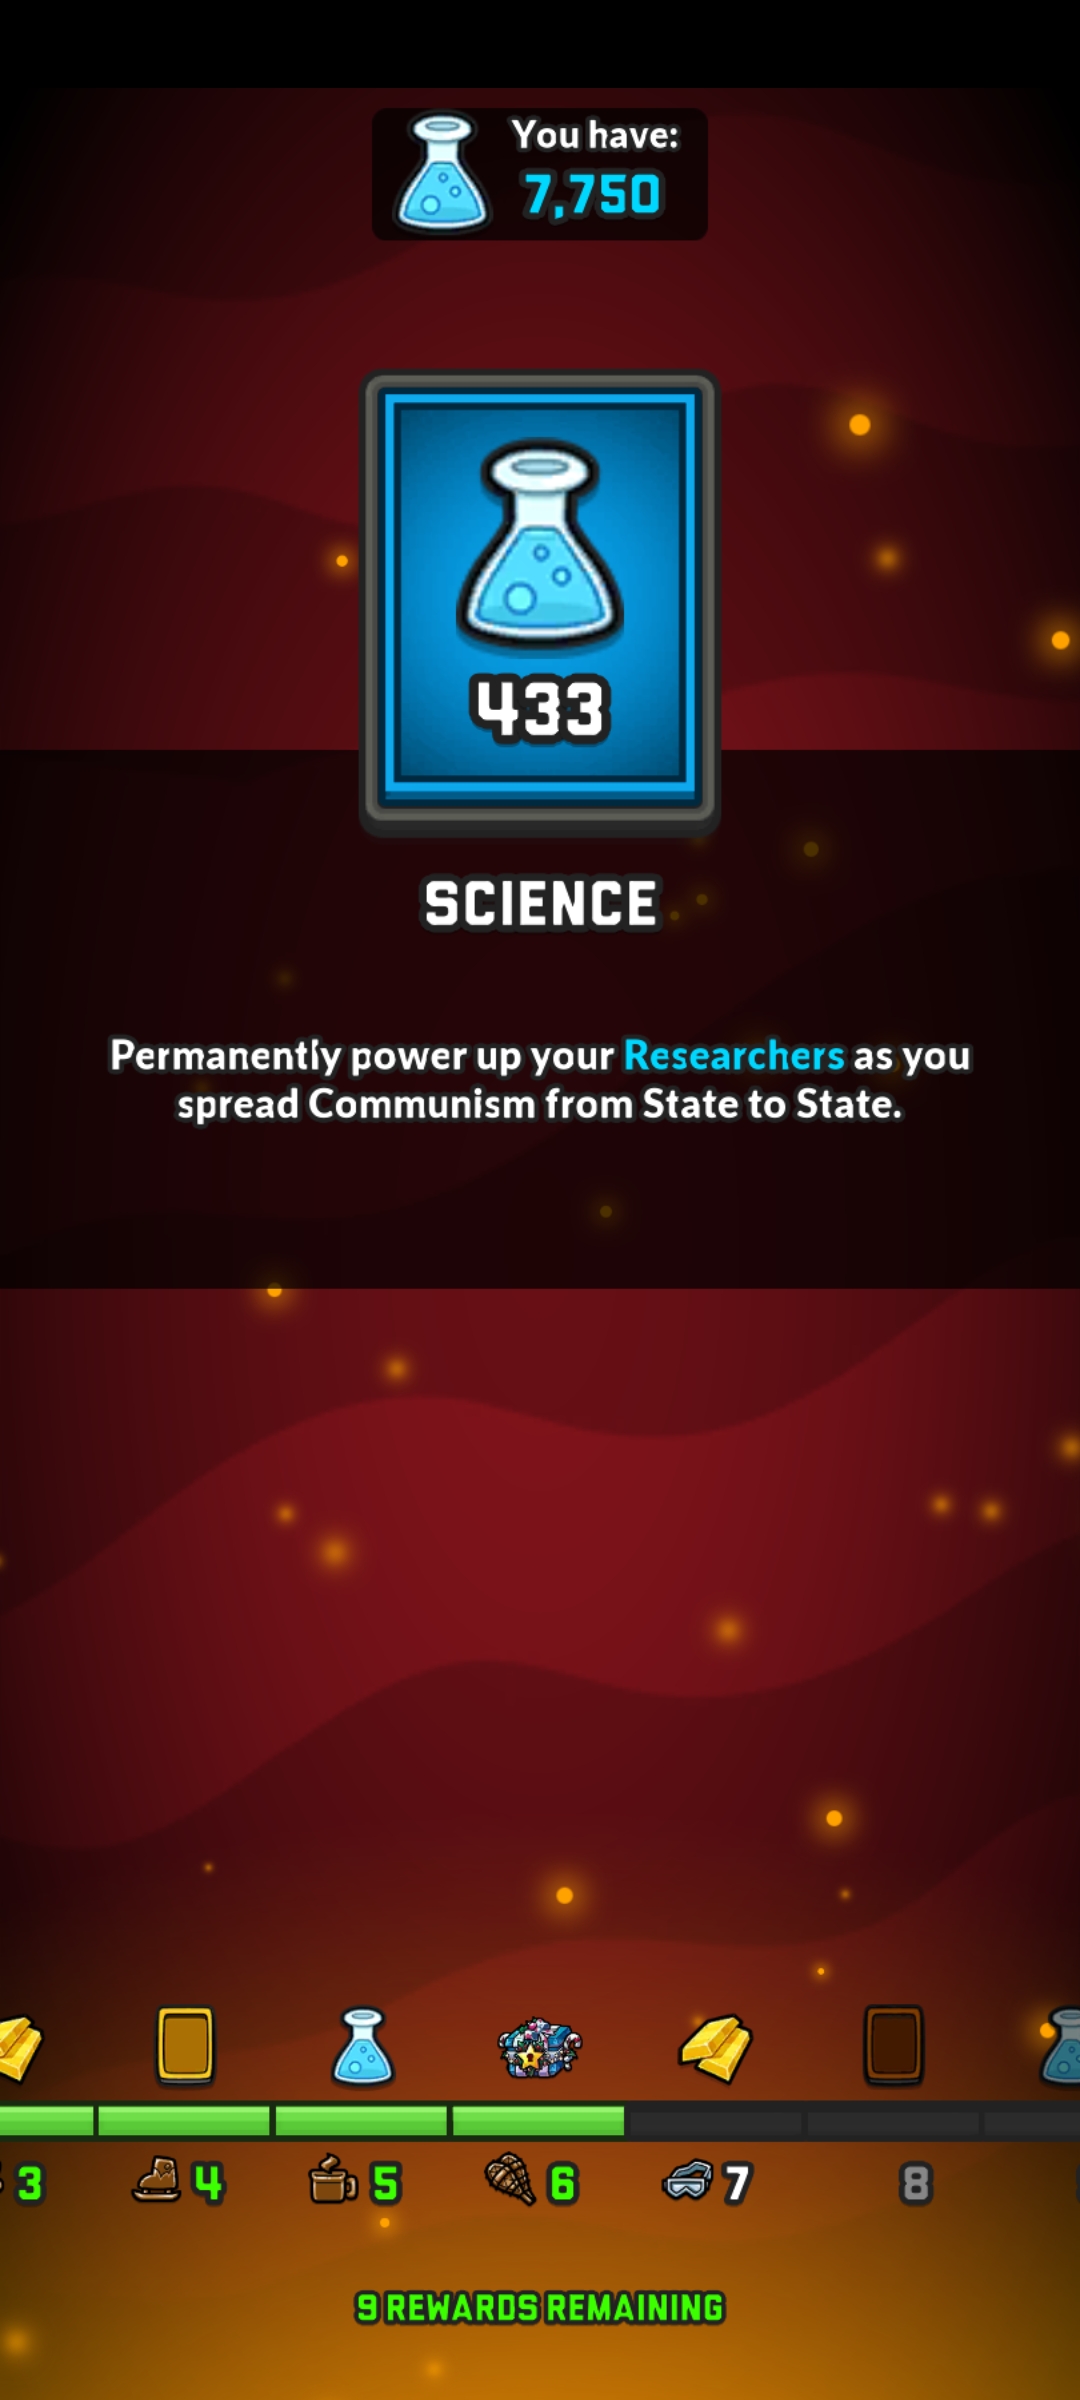 You have:
7,750
433
SCIENCE
Permanently power up your Researchers as you
spread Communism from State to State.
3 4 5 6 7 8
9 REWARDS REMAINING